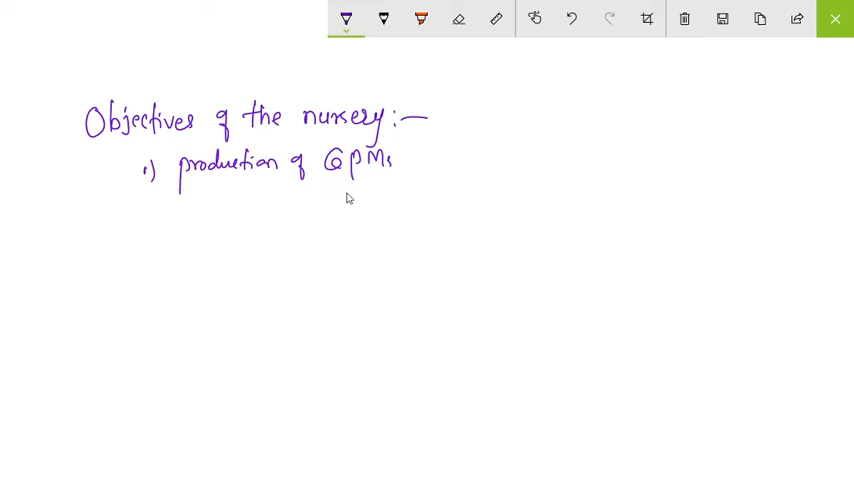 Objectives of the nursery :—
1) production of QPMs